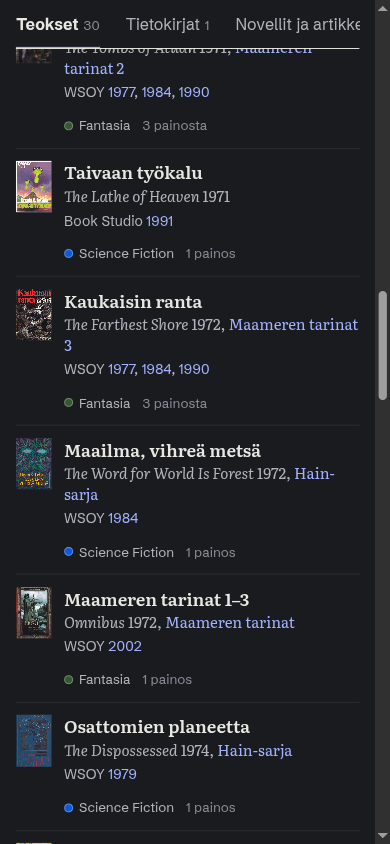 Teokset 30 Tietokirjat 1 Novellit ja artikke
The Tombs of Atuan 1971, Maameren
tarinat 2
WSOY 1977, 1984, 1990
Fantasia 3 painosta
Taivaan työkalu
The Lathe of Heaven 1971
Book Studio 1991
Science Fiction 1 painos
Kaukaisin ranta
The Farthest Shore 1972, Maameren tarinat
3
WSOY 1977, 1984, 1990
Fantasia 3 painosta
Maailma, vihreä metsä
The Word for World Is Forest 1972, Hain-
sarja
WSOY 1984
Science Fiction 1 painos
Maameren tarinat 1–3
Omnibus 1972, Maameren tarinat
WSOY 2002
Fantasia 1 painos
Osattomien planeetta
The Dispossessed 1974, Hain-sarja
WSOY 1979
Science Fiction 1 painos